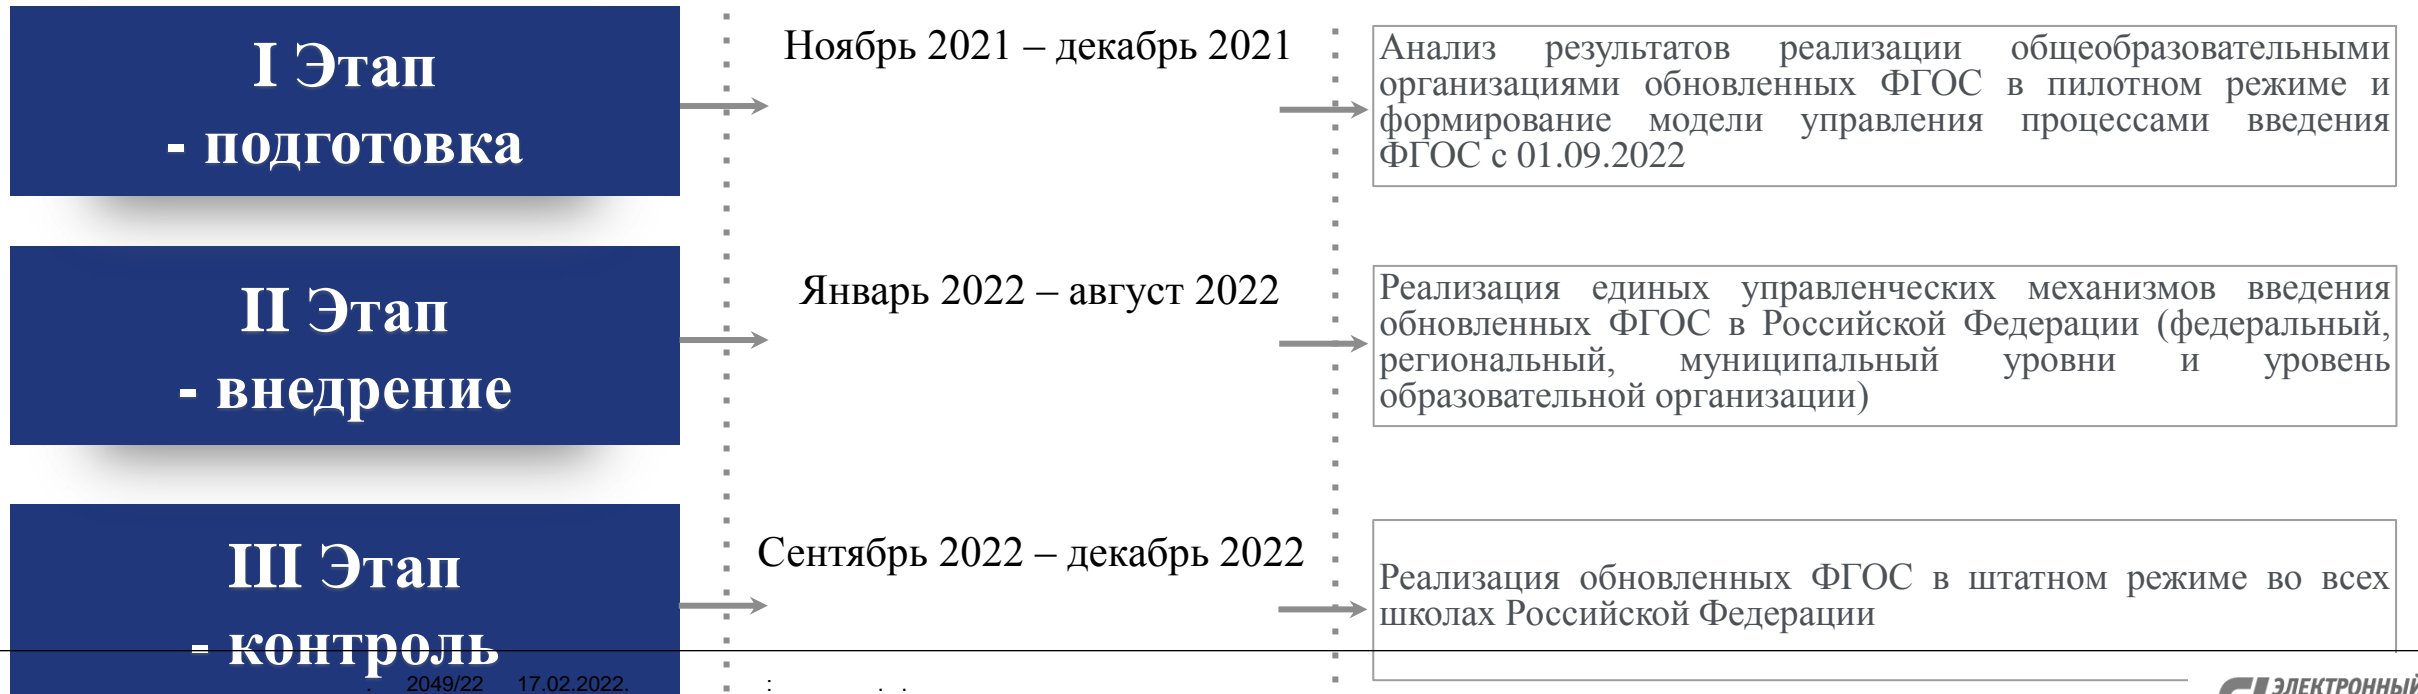 I Этап
- подготовка
Ноябрь 2021 – декабрь 2021
Анализ результатов реализации общеобразовательными
организациями обновленных ФГОС в пилотном режиме и
формирование модели управления процессами введения
ФГОС с 01.09.2022
II Этап
- внедрение
Январь 2022 – август 2022
Реализация единых управленческих механизмов введения
обновленных ФГОС в Российской Федерации (федеральный,
региональный, муниципальный уровни и уровень
образовательной организации)
III Этап
- контроль
Сентябрь 2022 – декабрь 2022
Реализация обновленных ФГОС в штатном режиме во всех
школах Российской Федерации
. 2049/22 17.02.2022. : . .
ЭЛЕКТРОННЫЙ